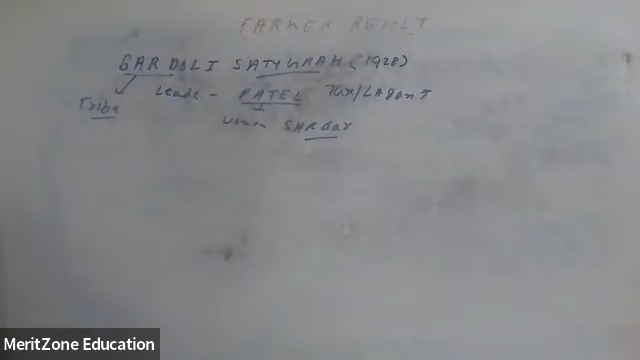 FARMER REVOLT
BARDOLI SATYGRAH (1928)
Tribe Leade - PATEL Tax/LaganT
women SARdar
MeritZone Education